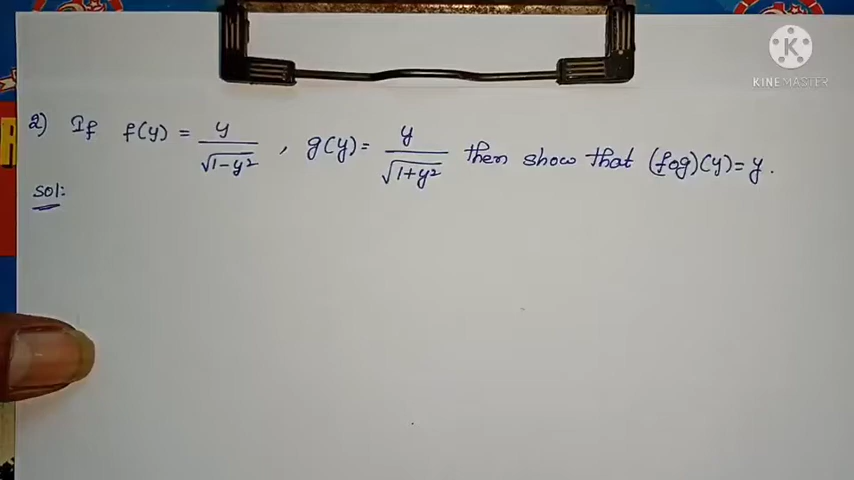 KINEMASTER
2) If f(y) = y/√(1-y²) , g(y) = y/√(1+y²) then show that (fog)(y) = y.
Sol: